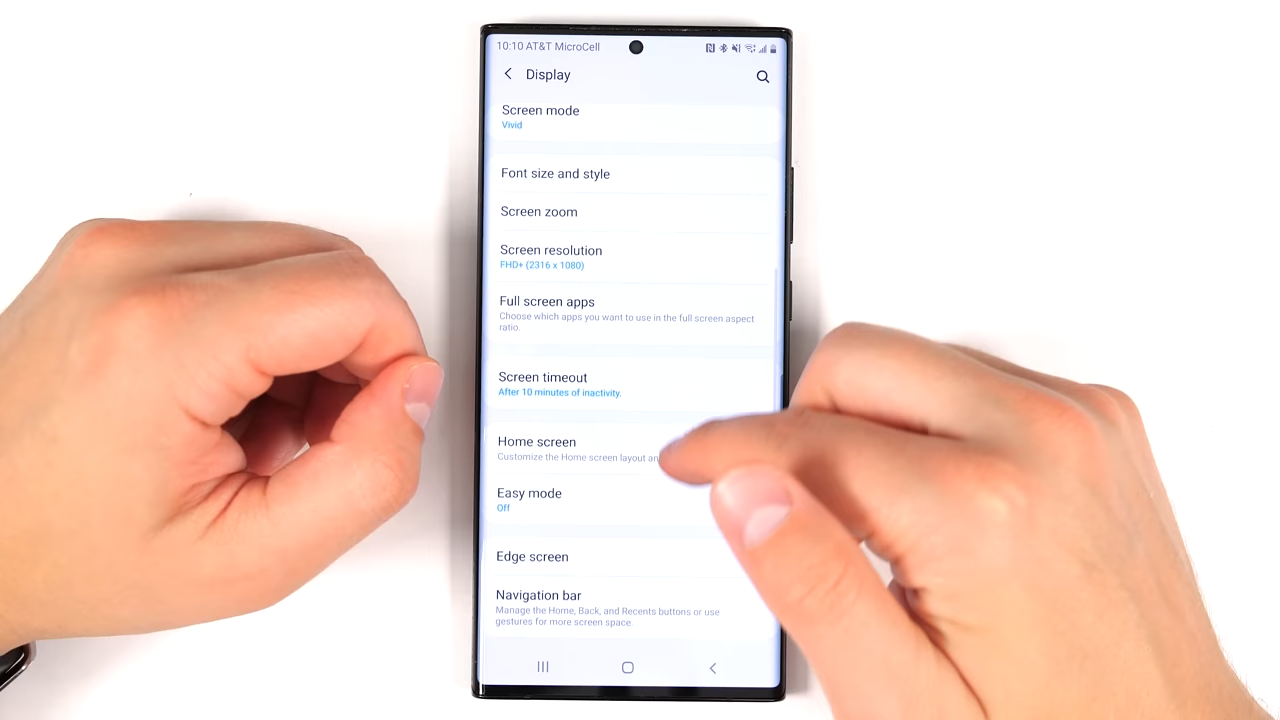 10:10 AT&T MicroCell
Display
Screen mode
Vivid
Font size and style
Screen zoom
Screen resolution
FHD+ (2316 x 1080)
Full screen apps
Choose which apps you want to use in the full screen aspect
ratio.
Screen timeout
After 10 minutes of inactivity.
Home screen
Customize the Home screen layout
Easy mode
Off
Edge screen
Navigation bar
Manage the Home, Back, and Recents buttons or use
gestures for more screen space.